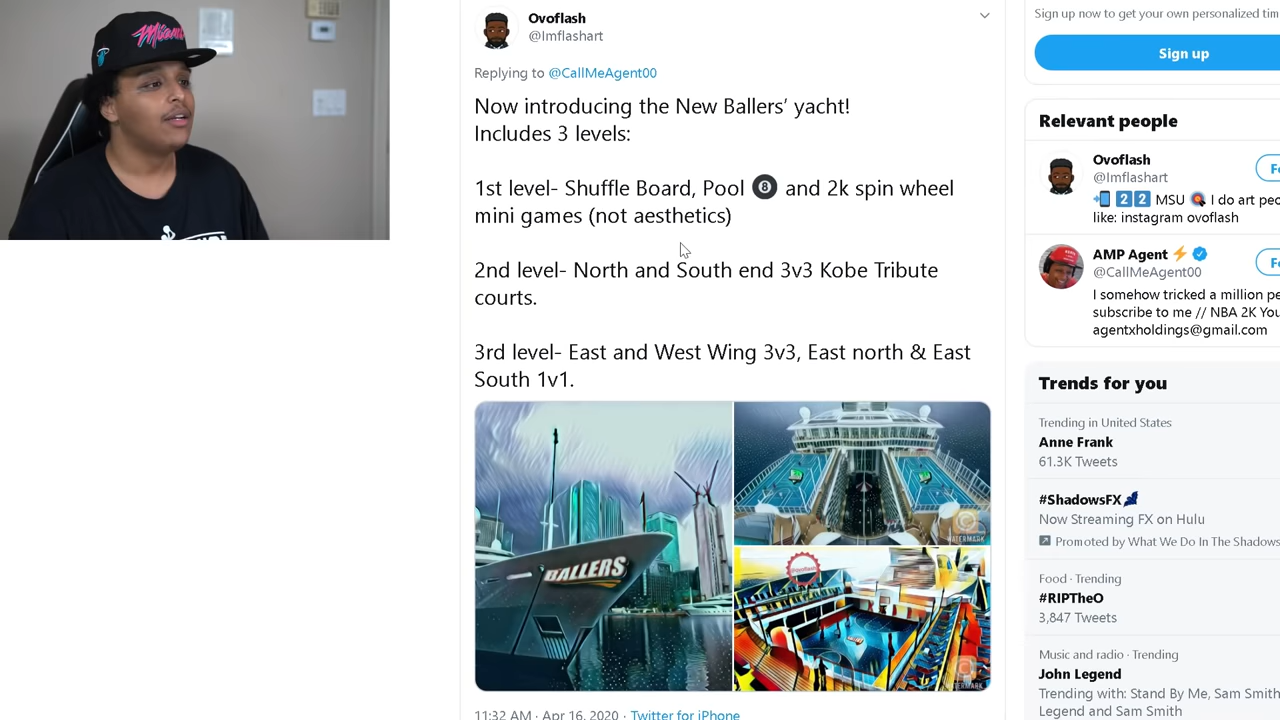 Miami
Ovoflash
@Imflashart
Replying to @CallMeAgent00
Now introducing the New Ballers’ yacht!
Includes 3 levels:
1st level- Shuffle Board, Pool 🎱 and 2k spin wheel
mini games (not aesthetics)
2nd level- North and South end 3v3 Kobe Tribute
courts.
3rd level- East and West Wing 3v3, East north & East
South 1v1.
BALLERS
WATERMARK
WATERMARK
11:32 AM · Apr 16, 2020 · Twitter for iPhone
Sign up now to get your own personalized tim
Sign up
Relevant people
Ovoflash
@Imflashart
Fo
📲 2️⃣2️⃣ MSU 🎯 I do art peo
like: instagram ovoflash
AMP Agent ⚡
@CallMeAgent00
Fo
I somehow tricked a million pe
subscribe to me // NBA 2K You
agentxholdings@gmail.com
Trends for you
Trending in United States
Anne Frank
61.3K Tweets
#ShadowsFX
Now Streaming FX on Hulu
Promoted by What We Do In The Shadows
Food · Trending
#RIPTheO
3,847 Tweets
Music and radio · Trending
John Legend
Trending with: Stand By Me, Sam Smith
Legend and Sam Smith